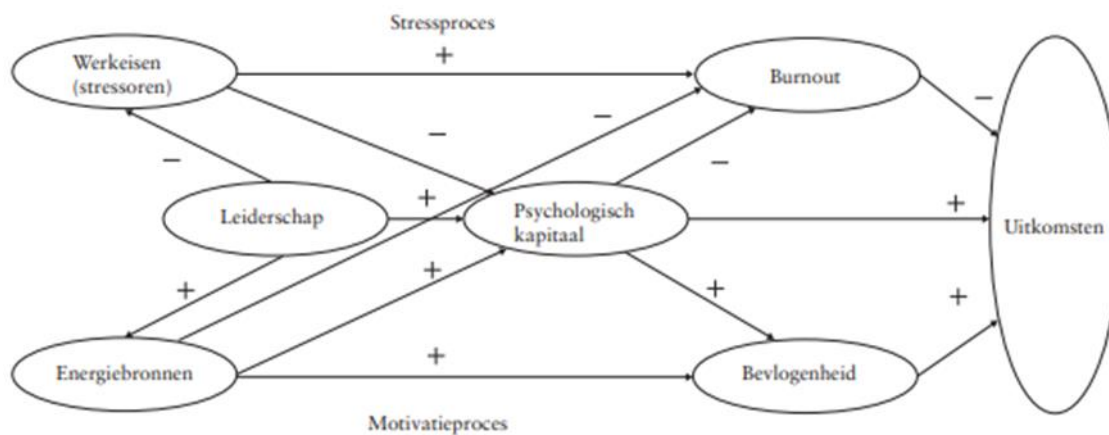 Stressproces
+
Werkeisen
(stressoren)
Burnout
−
−
−
−
−
Leiderschap
+
Psychologisch
kapitaal
+
Uitkomsten
+
+
+
+
Energiebronnen
+
Bevlogenheid
Motivatieproces